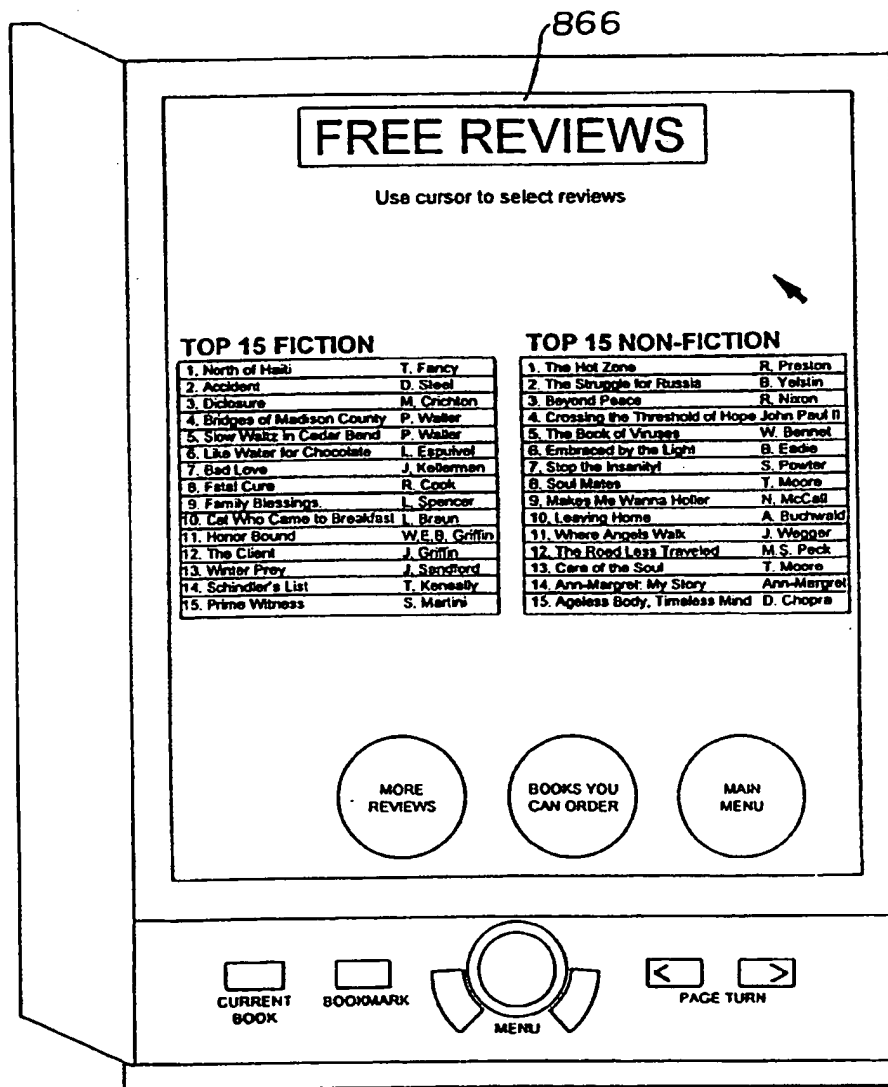 866
FREE REVIEWS
Use cursor to select reviews
TOP 15 FICTION
1. North of Haiti T. Fancy
2. Accident D. Steel
3. Diclosure M. Crichton
4. Bridges of Madison County P. Waller
5. Slow Waltz In Cedar Bend P. Waller
6. Like Water for Chocolate L. Espuivel
7. Bad Love J. Kellerman
8. Fatal Cure R. Cook
9. Family Blessings. L. Spencer
10. Cat Who Came to Breakfast L. Braun
11. Honor Bound W.E.B. Griffin
12. The Client J. Griffin
13. Winter Prey J. Sandford
14. Schindler's List T. Keneally
15. Prime Witness S. Martini
TOP 15 NON-FICTION
1. The Hot Zone R. Preston
2. The Struggle for Russia B. Yelstin
3. Beyond Peace R. Nixon
4. Crossing the Threshold of Hope John Paul II
5. The Book of Viruses W. Bennet
6. Embraced by the Light B. Eadie
7. Stop the Insanity! S. Powter
8. Soul Mates T. Moore
9. Makes Me Wanna Holler N. McCall
10. Leaving Home A. Buchwald
11. Where Angels Walk J. Wegger
12. The Road Less Traveled M.S. Peck
13. Care of the Soul T. Moore
14. Ann-Margret: My Story Ann-Margret
15. Ageless Body, Timeless Mind D. Chopra
MORE
REVIEWS
BOOKS YOU
CAN ORDER
MAIN
MENU
CURRENT
BOOK
BOOKMARK
MENU
< >
PAGE TURN